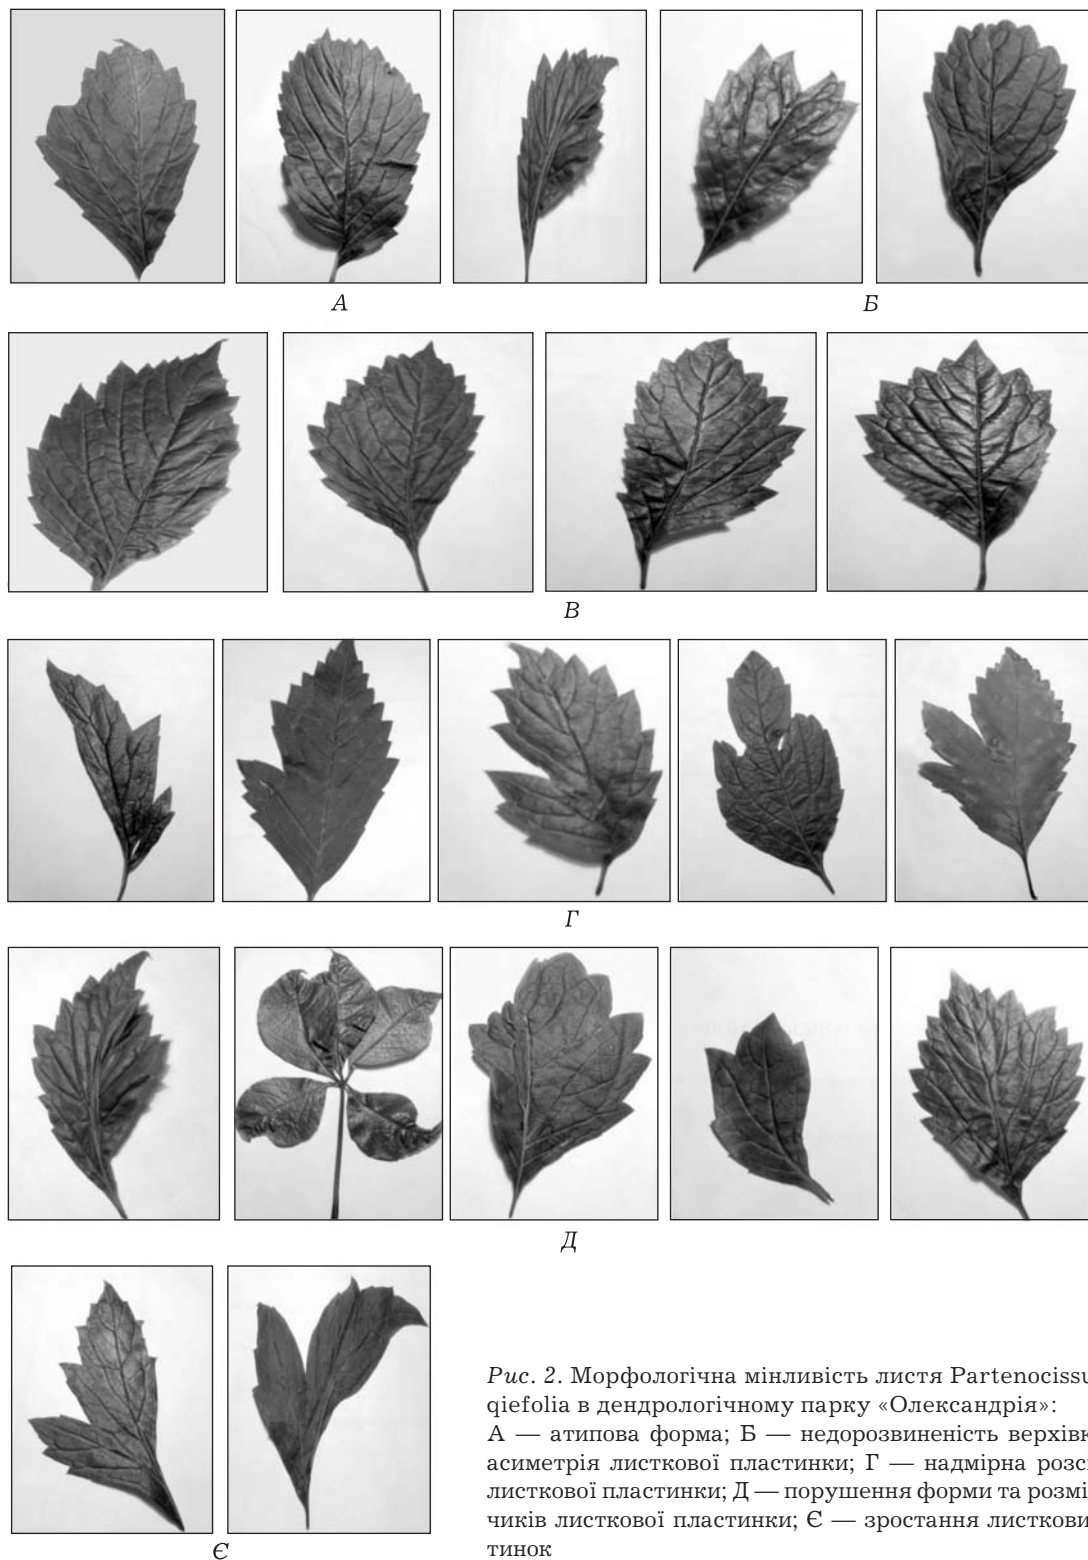 А
Б
В
Г
Д
Є
Рис. 2. Морфологічна мінливість листя Partenocissu
qiefolia в дендрологічному парку «Олександрія»:
А — атипова форма; Б — недорозвиненість верхівк
асиметрія листкової пластинки; Г — надмірна розс
листкової пластинки; Д — порушення форми та розмі
чиків листкової пластинки; Є — зростання листкови
тинок